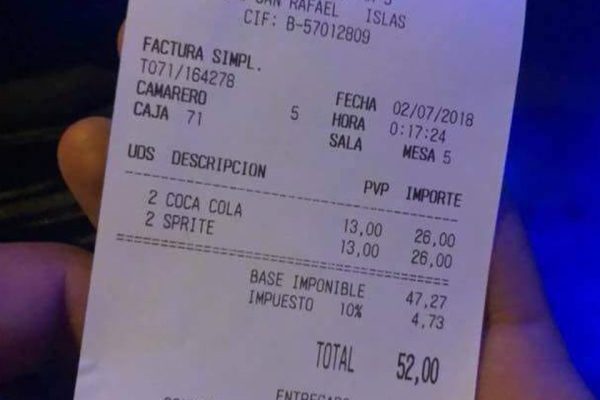 SAN RAFAEL ISLAS
CIF: B-57012809
FACTURA SIMPL.
T071/164278
CAMARERO 5
CAJA 71
FECHA 02/07/2018
HORA 0:17:24
SALA MESA 5
UDS DESCRIPCION PVP IMPORTE
2 COCA COLA 13,00 26,00
2 SPRITE 13,00 26,00
BASE IMPONIBLE 47,27
IMPUESTO 10% 4,73
TOTAL 52,00
ENTREGADO